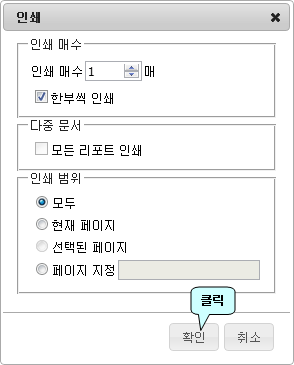 인쇄
인쇄 매수
인쇄 매수 1 매
한부씩 인쇄
다중 문서
모든 리포트 인쇄
인쇄 범위
모두
현재 페이지
선택된 페이지
페이지 지정
클릭
확인 취소